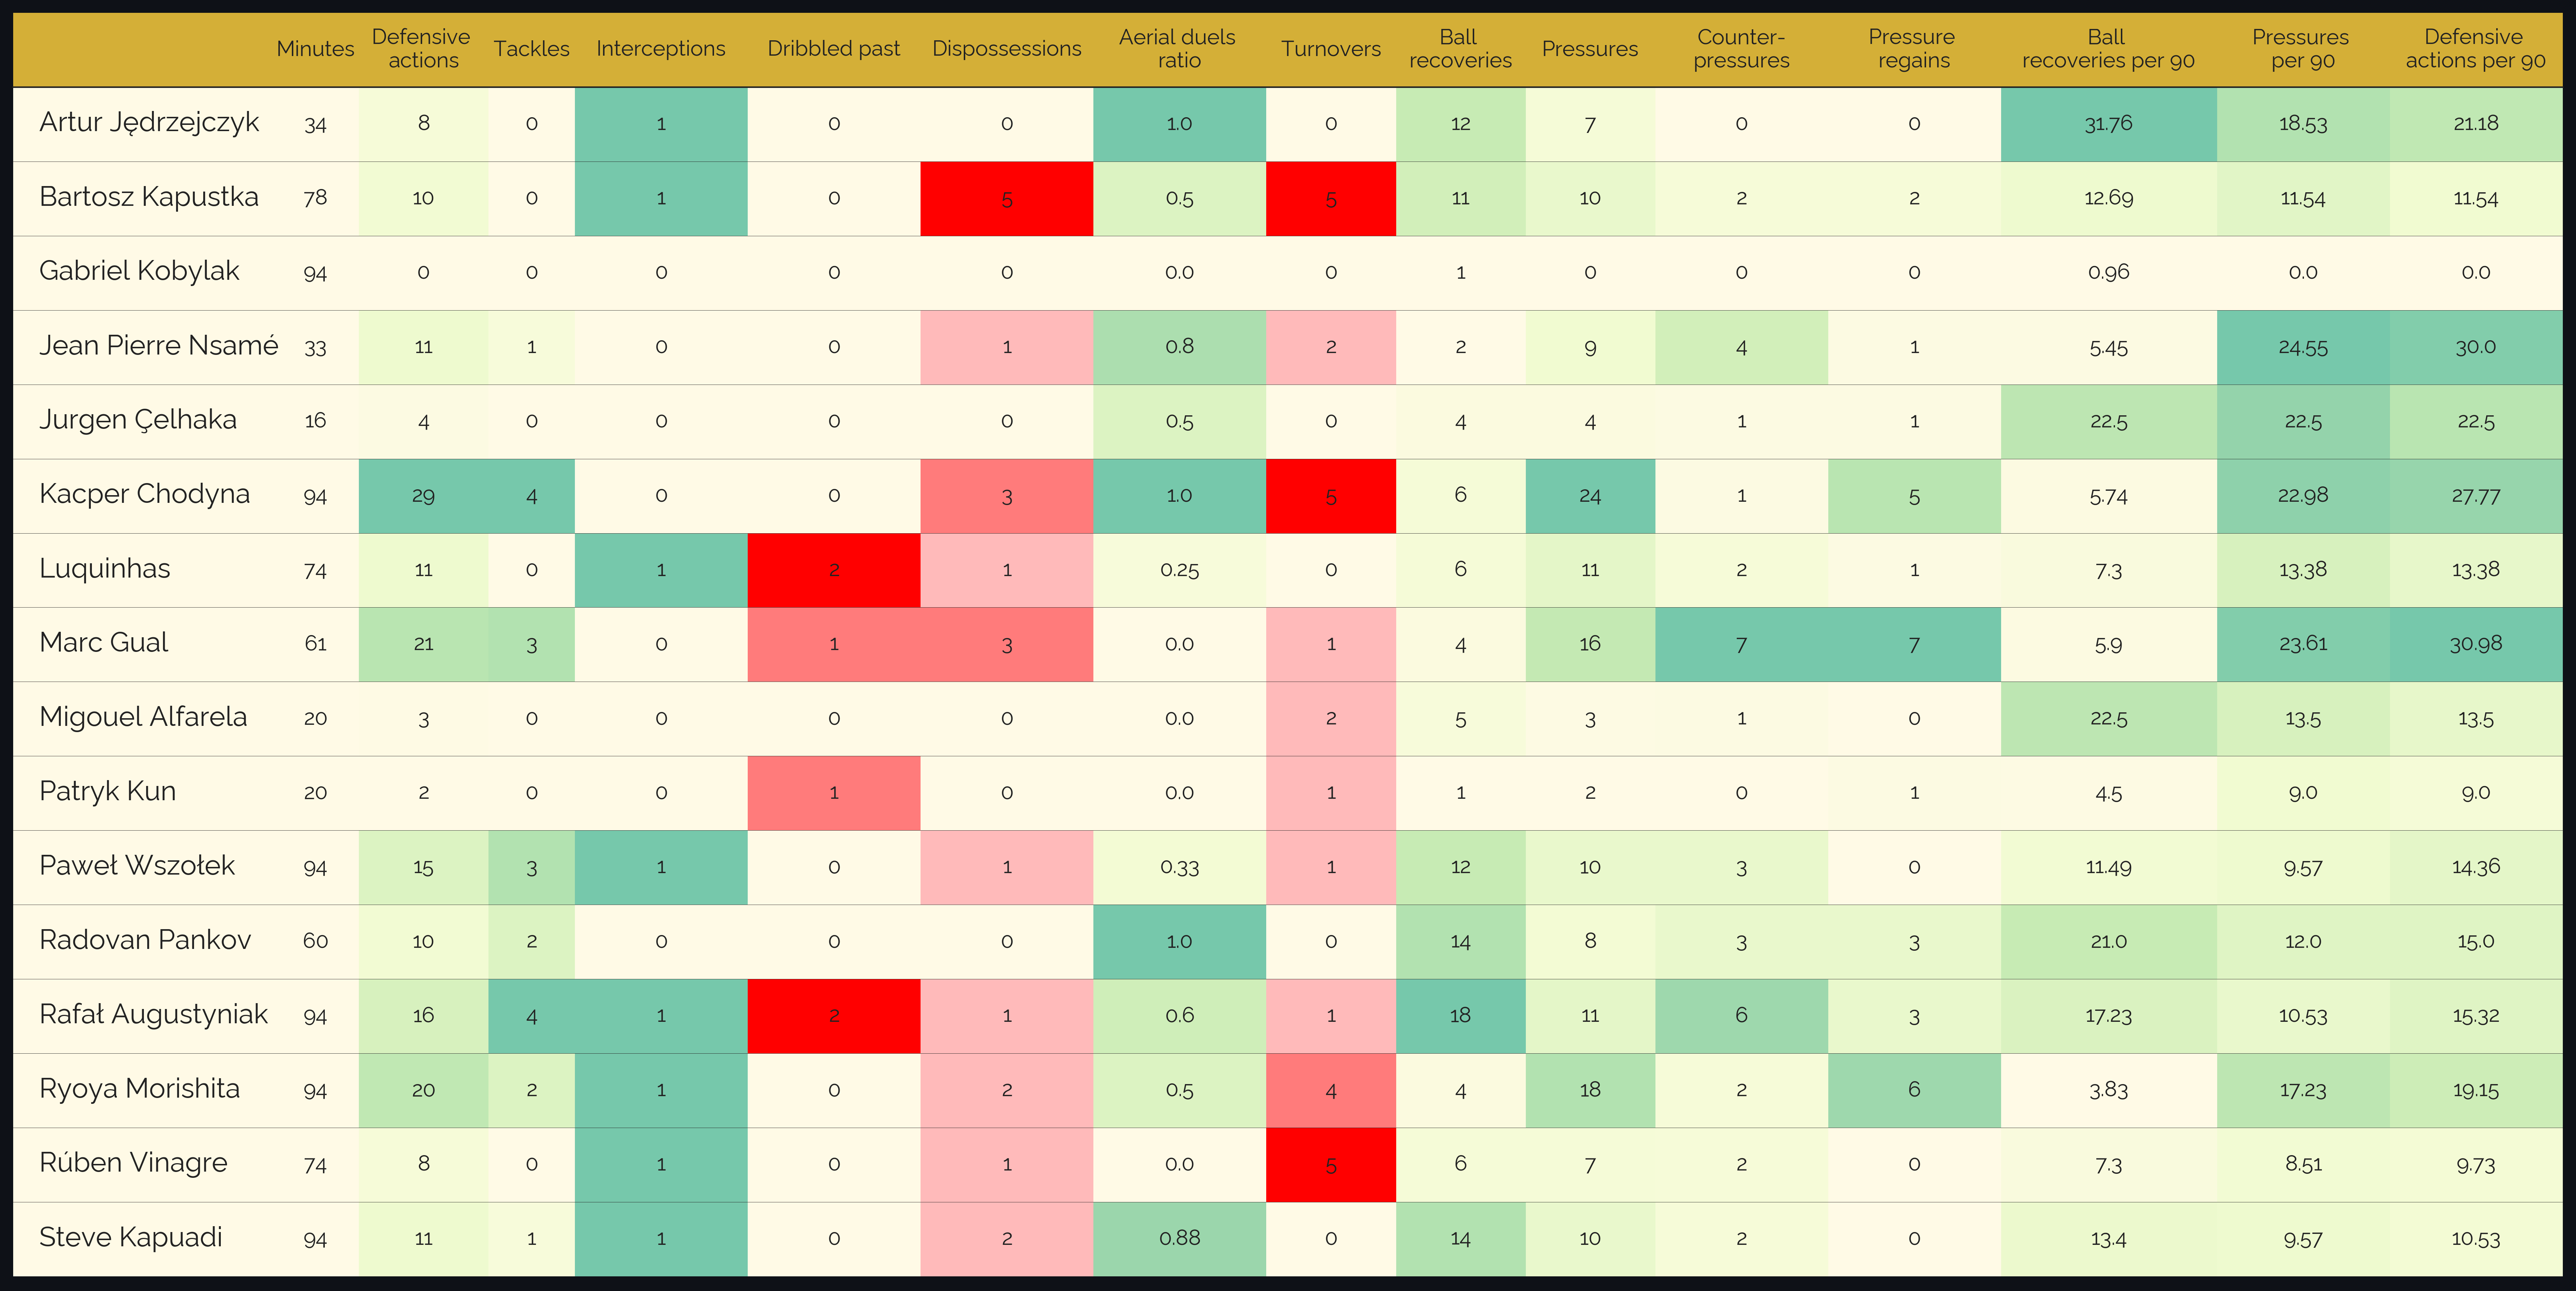 Minutes Defensive actions Tackles Interceptions Dribbled past Dispossessions Aerial duels ratio Turnovers Ball recoveries Pressures Counter-pressures Pressure regains Ball recoveries per 90 Pressures per 90 Defensive actions per 90
Artur Jędrzejczyk 34 8 0 1 0 0 1.0 0 12 7 0 0 31.76 18.53 21.18
Bartosz Kapustka 78 10 0 1 0 5 0.5 5 11 10 2 2 12.69 11.54 11.54
Gabriel Kobylak 94 0 0 0 0 0 0.0 0 1 0 0 0 0.96 0.0 0.0
Jean Pierre Nsamé 33 11 1 0 0 1 0.8 2 2 9 4 1 5.45 24.55 30.0
Jurgen Çelhaka 16 4 0 0 0 0 0.5 0 4 4 1 1 22.5 22.5 22.5
Kacper Chodyna 94 29 4 0 0 3 1.0 5 6 24 1 5 5.74 22.98 27.77
Luquinhas 74 11 0 1 2 1 0.25 0 6 11 2 1 7.3 13.38 13.38
Marc Gual 61 21 3 0 1 3 0.0 1 4 16 7 7 5.9 23.61 30.98
Migouel Alfarela 20 3 0 0 0 0 0.0 2 5 3 1 0 22.5 13.5 13.5
Patryk Kun 20 2 0 0 1 0 0.0 1 1 2 0 1 4.5 9.0 9.0
Paweł Wszołek 94 15 3 1 0 1 0.33 1 12 10 3 0 11.49 9.57 14.36
Radovan Pankov 60 10 2 0 0 0 1.0 0 14 8 3 3 21.0 12.0 15.0
Rafał Augustyniak 94 16 4 1 2 1 0.6 1 18 11 6 3 17.23 10.53 15.32
Ryoya Morishita 94 20 2 1 0 2 0.5 4 4 18 2 6 3.83 17.23 19.15
Rúben Vinagre 74 8 0 1 0 1 0.0 5 6 7 2 0 7.3 8.51 9.73
Steve Kapuadi 94 11 1 1 0 2 0.88 0 14 10 2 0 13.4 9.57 10.53